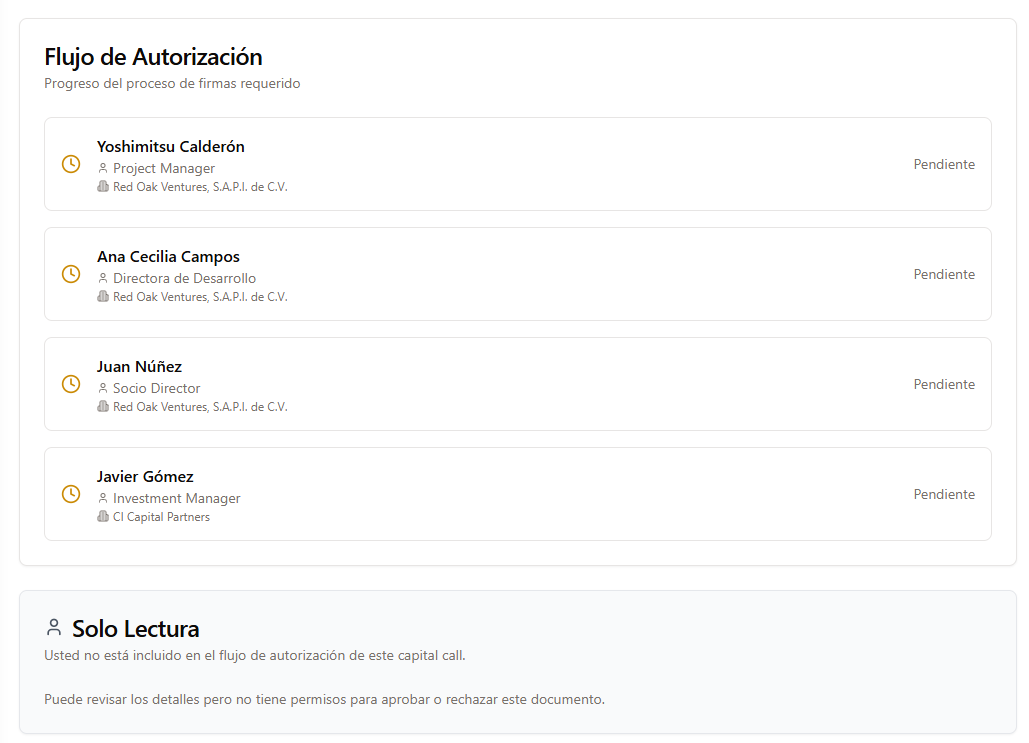 Flujo de Autorización
Progreso del proceso de firmas requerido
Yoshimitsu Calderón
Project Manager
Red Oak Ventures, S.A.P.I. de C.V.
Pendiente
Ana Cecilia Campos
Directora de Desarrollo
Red Oak Ventures, S.A.P.I. de C.V.
Pendiente
Juan Núñez
Socio Director
Red Oak Ventures, S.A.P.I. de C.V.
Pendiente
Javier Gómez
Investment Manager
CI Capital Partners
Pendiente
Solo Lectura
Usted no está incluido en el flujo de autorización de este capital call.
Puede revisar los detalles pero no tiene permisos para aprobar o rechazar este documento.